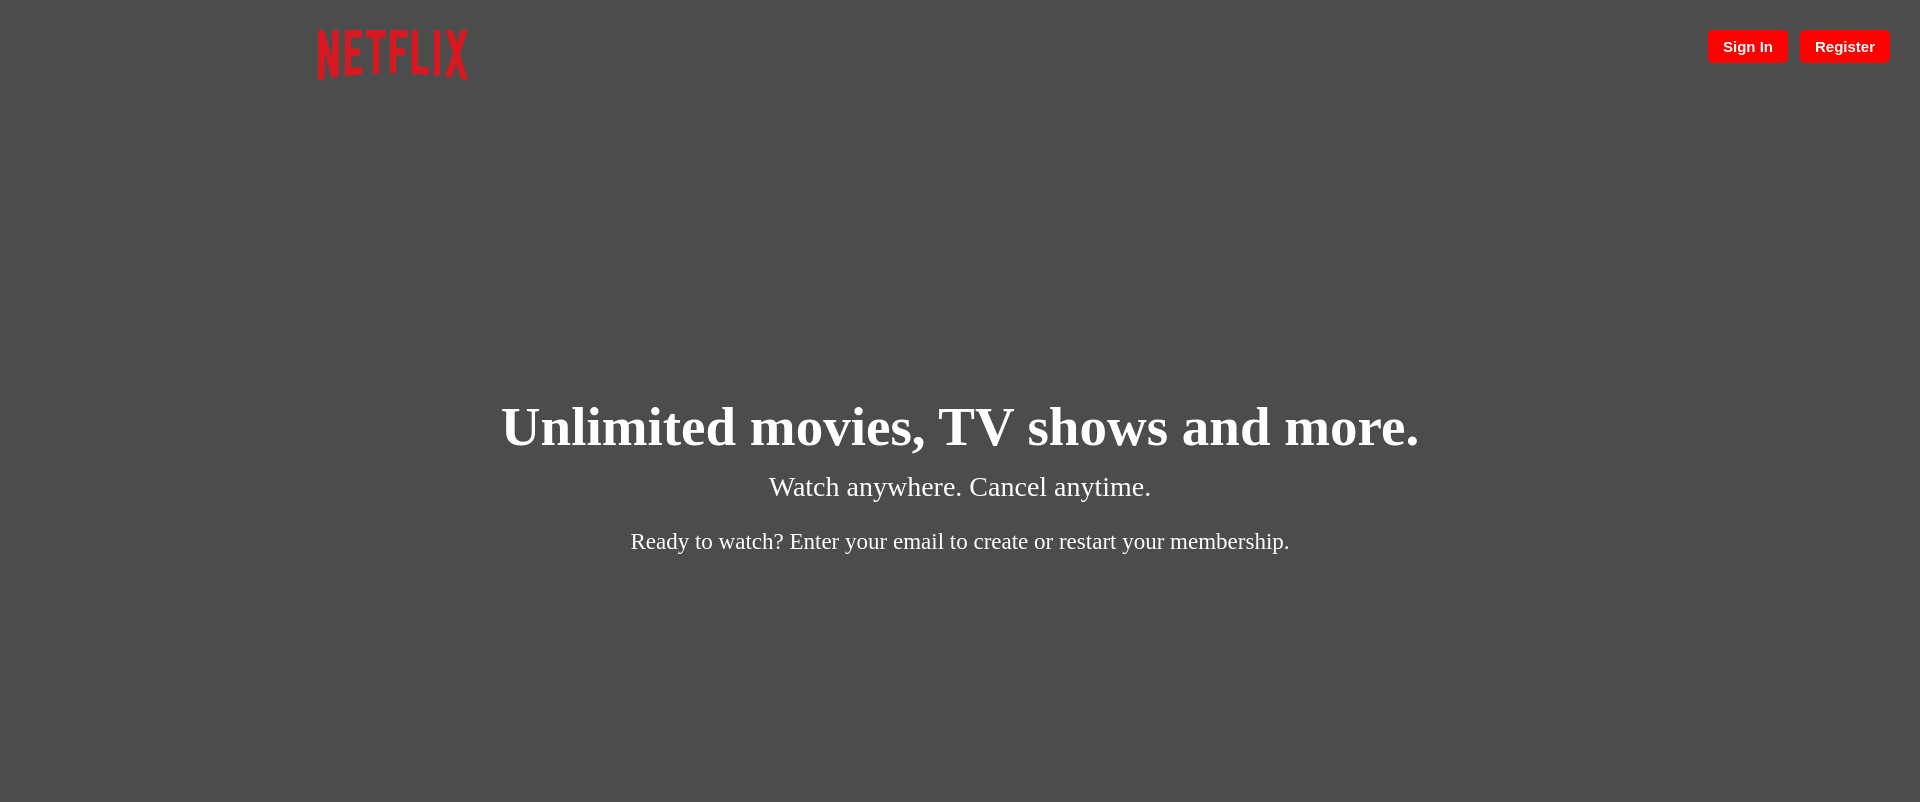 NETFLIX
Sign In
Register
Unlimited movies, TV shows and more.
Watch anywhere. Cancel anytime.
Ready to watch? Enter your email to create or restart your membership.